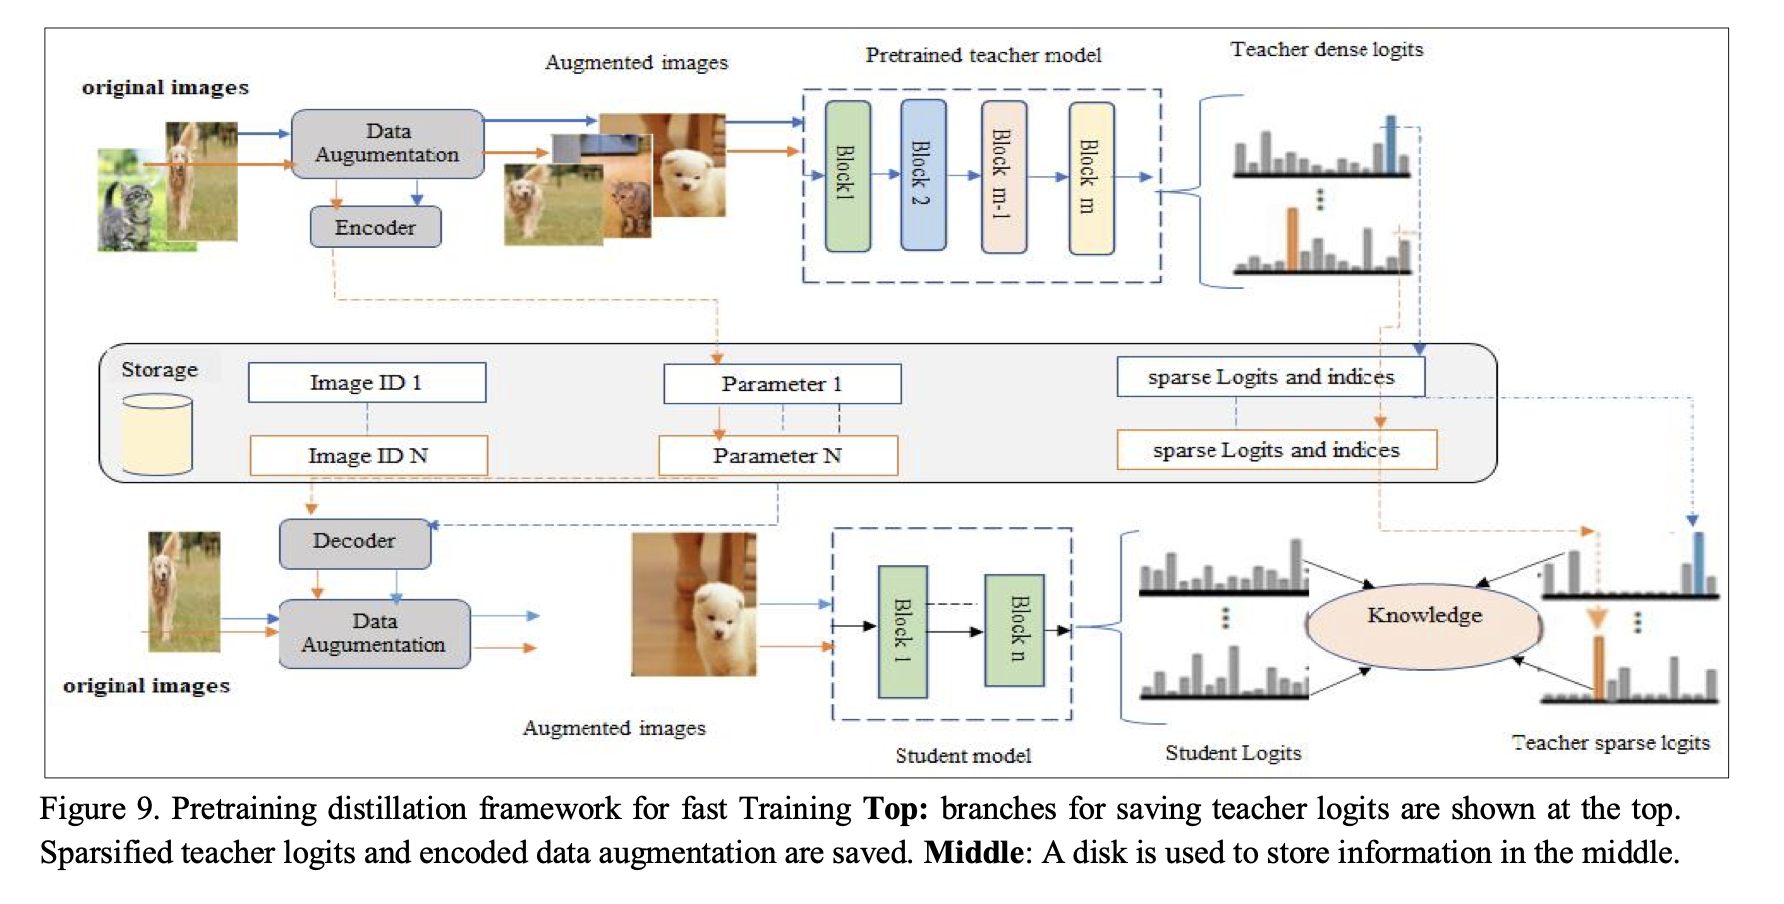 Augmented images
Pretrained teacher model
Teacher dense logits
original images
Data
Augumentation
Encoder
Block1
Block 2
Block m-1
Block m
Storage
Image ID 1
Parameter 1
sparse Logits and indices
Image ID N
Parameter N
sparse Logits and indices
Decoder
Data
Augumentation
original images
Augmented images
Block 1
Block n
Student model
Student Logits
Knowledge
Teacher sparse logits
Figure 9. Pretraining distillation framework for fast Training Top: branches for saving teacher logits are shown at the top.
Sparsified teacher logits and encoded data augmentation are saved. Middle: A disk is used to store information in the middle.